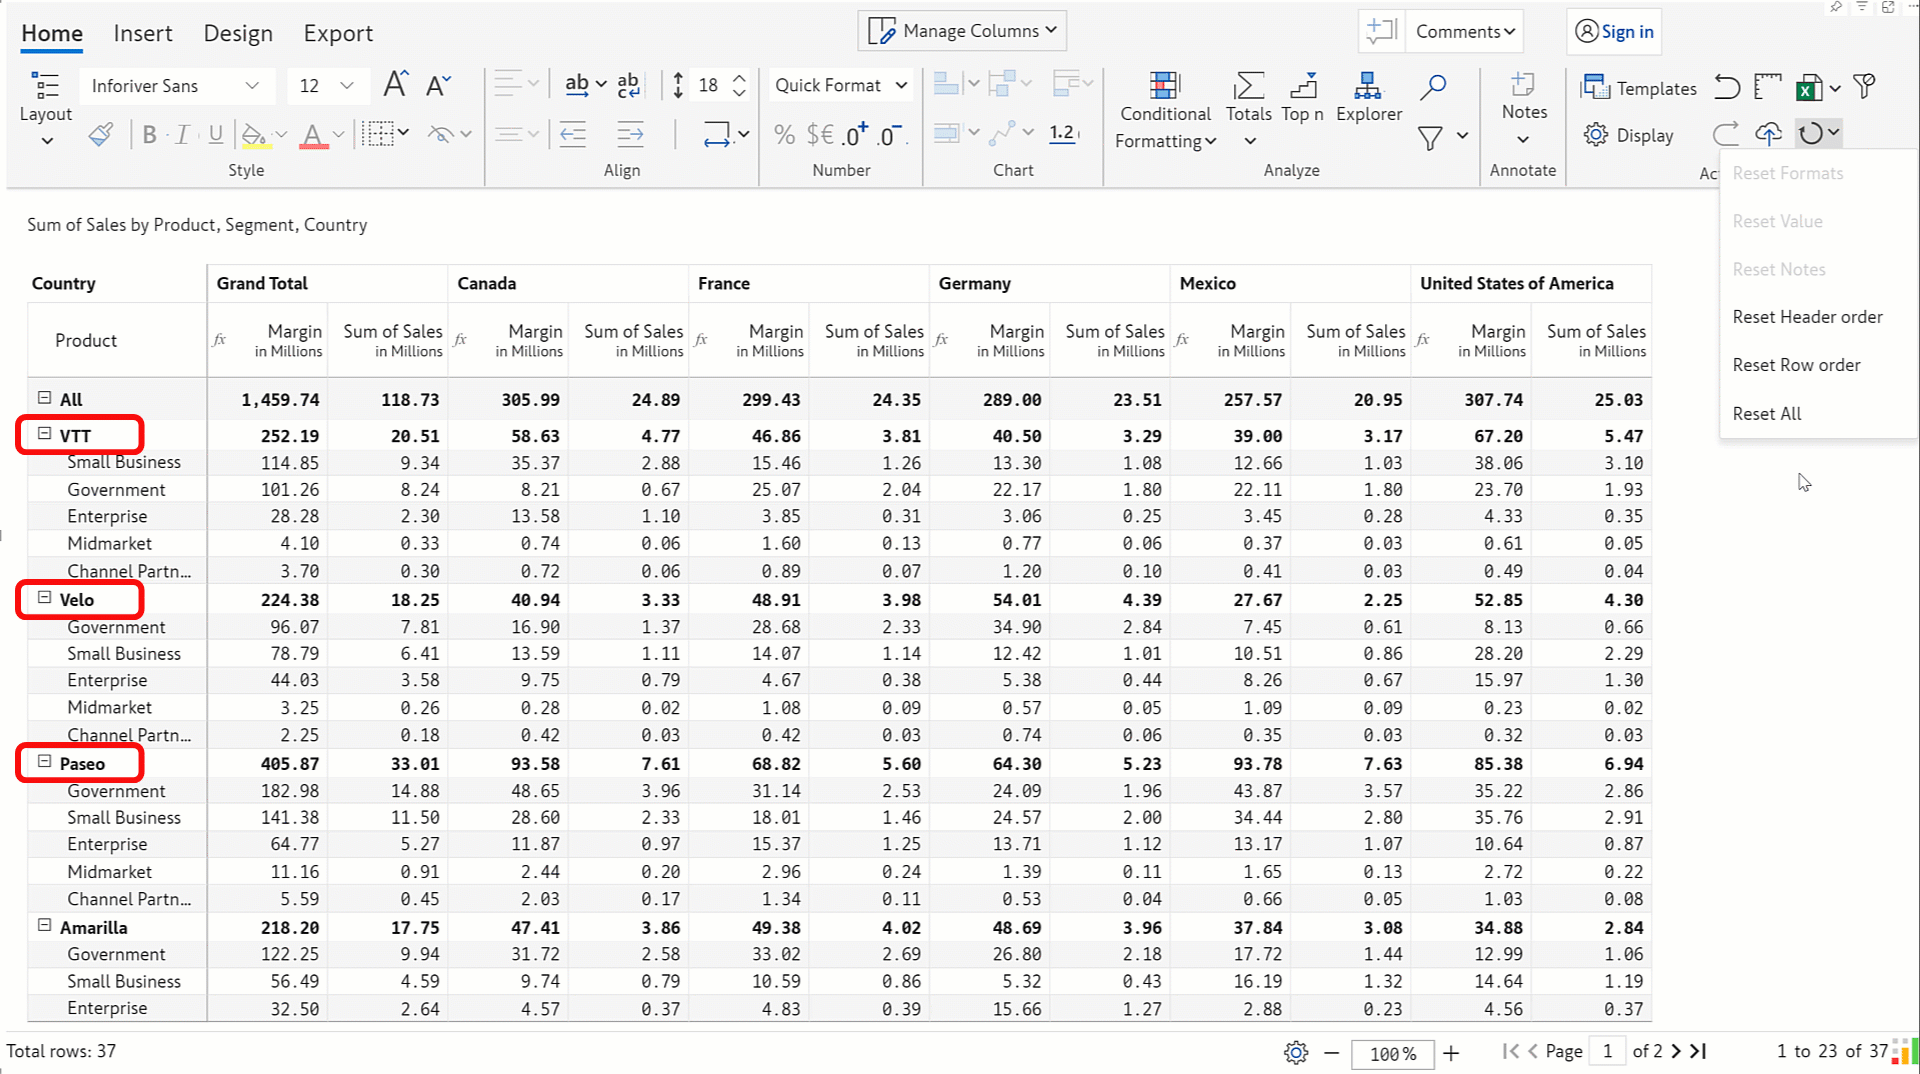 Home Insert Design Export Manage Columns Comments Sign in
Layout Inforiver Sans 12 A A ab ab 18 Quick Format Conditional Formatting Totals Top n Explorer Notes Templates
B I U A % $€ .0+ .0- 1.2 Display
Style Align Number Chart Analyze Annotate Ac
Reset Formats
Reset Value
Reset Notes
Reset Header order
Reset Row order
Reset All
Sum of Sales by Product, Segment, Country
Country Grand Total Canada France Germany Mexico United States of America
Product fx Margin Sum of Sales fx Margin Sum of Sales fx Margin Sum of Sales fx Margin Sum of Sales fx Margin Sum of Sales fx Margin Sum of Sales
in Millions in Millions in Millions in Millions in Millions in Millions in Millions in Millions in Millions in Millions in Millions in Millions
All 1,459.74 118.73 305.99 24.89 299.43 24.35 289.00 23.51 257.57 20.95 307.74 25.03
VTT 252.19 20.51 58.63 4.77 46.86 3.81 40.50 3.29 39.00 3.17 67.20 5.47
Small Business 114.85 9.34 35.37 2.88 15.46 1.26 13.30 1.08 12.66 1.03 38.06 3.10
Government 101.26 8.24 8.21 0.67 25.07 2.04 22.17 1.80 22.11 1.80 23.70 1.93
Enterprise 28.28 2.30 13.58 1.10 3.85 0.31 3.06 0.25 3.45 0.28 4.33 0.35
Midmarket 4.10 0.33 0.74 0.06 1.60 0.13 0.77 0.06 0.37 0.03 0.61 0.05
Channel Partn... 3.70 0.30 0.72 0.06 0.89 0.07 1.20 0.10 0.41 0.03 0.49 0.04
Velo 224.38 18.25 40.94 3.33 48.91 3.98 54.01 4.39 27.67 2.25 52.85 4.30
Government 96.07 7.81 16.90 1.37 28.68 2.33 34.90 2.84 7.45 0.61 8.13 0.66
Small Business 78.79 6.41 13.59 1.11 14.07 1.14 12.42 1.01 10.51 0.86 28.20 2.29
Enterprise 44.03 3.58 9.75 0.79 4.67 0.38 5.38 0.44 8.26 0.67 15.97 1.30
Midmarket 3.25 0.26 0.28 0.02 1.08 0.09 0.57 0.05 1.09 0.09 0.23 0.02
Channel Partn... 2.25 0.18 0.42 0.03 0.42 0.03 0.74 0.06 0.35 0.03 0.32 0.03
Paseo 405.87 33.01 93.58 7.61 68.82 5.60 64.30 5.23 93.78 7.63 85.38 6.94
Government 182.98 14.88 48.65 3.96 31.14 2.53 24.09 1.96 43.87 3.57 35.22 2.86
Small Business 141.38 11.50 28.60 2.33 18.01 1.46 24.57 2.00 34.44 2.80 35.76 2.91
Enterprise 64.77 5.27 11.87 0.97 15.37 1.25 13.71 1.12 13.17 1.07 10.64 0.87
Midmarket 11.16 0.91 2.44 0.20 2.96 0.24 1.39 0.11 1.65 0.13 2.72 0.22
Channel Partn... 5.59 0.45 2.03 0.17 1.34 0.11 0.53 0.04 0.66 0.05 1.03 0.08
Amarilla 218.20 17.75 47.41 3.86 49.38 4.02 48.69 3.96 37.84 3.08 34.88 2.84
Government 122.25 9.94 31.72 2.58 33.02 2.69 26.80 2.18 17.72 1.44 12.99 1.06
Small Business 56.49 4.59 9.74 0.79 10.59 0.86 5.32 0.43 16.19 1.32 14.64 1.19
Enterprise 32.50 2.64 4.57 0.37 4.83 0.39 15.66 1.27 2.88 0.23 4.56 0.37
Total rows: 37 100% Page 1 of 2 1 to 23 of 37